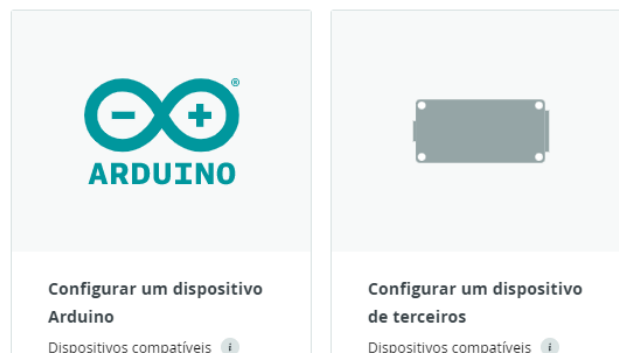 ARDUINO
Configurar um dispositivo
Arduino
Dispositivos compatíveis i
Configurar um dispositivo
de terceiros
Dispositivos compatíveis i